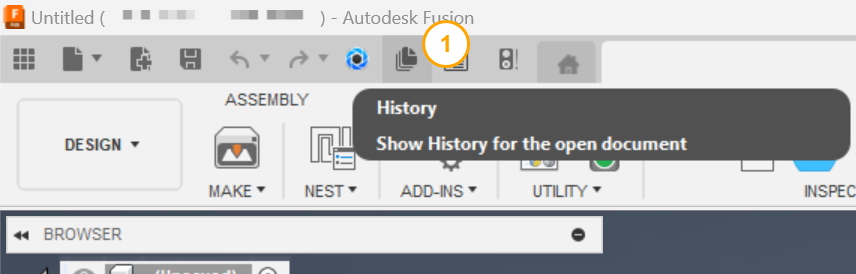 Untitled ( ) - Autodesk Fusion
1
ASSEMBLY
History
Show History for the open document
DESIGN
MAKE
NEST
ADD-INS
UTILITY
INSPEC
BROWSER
(Unsaved)